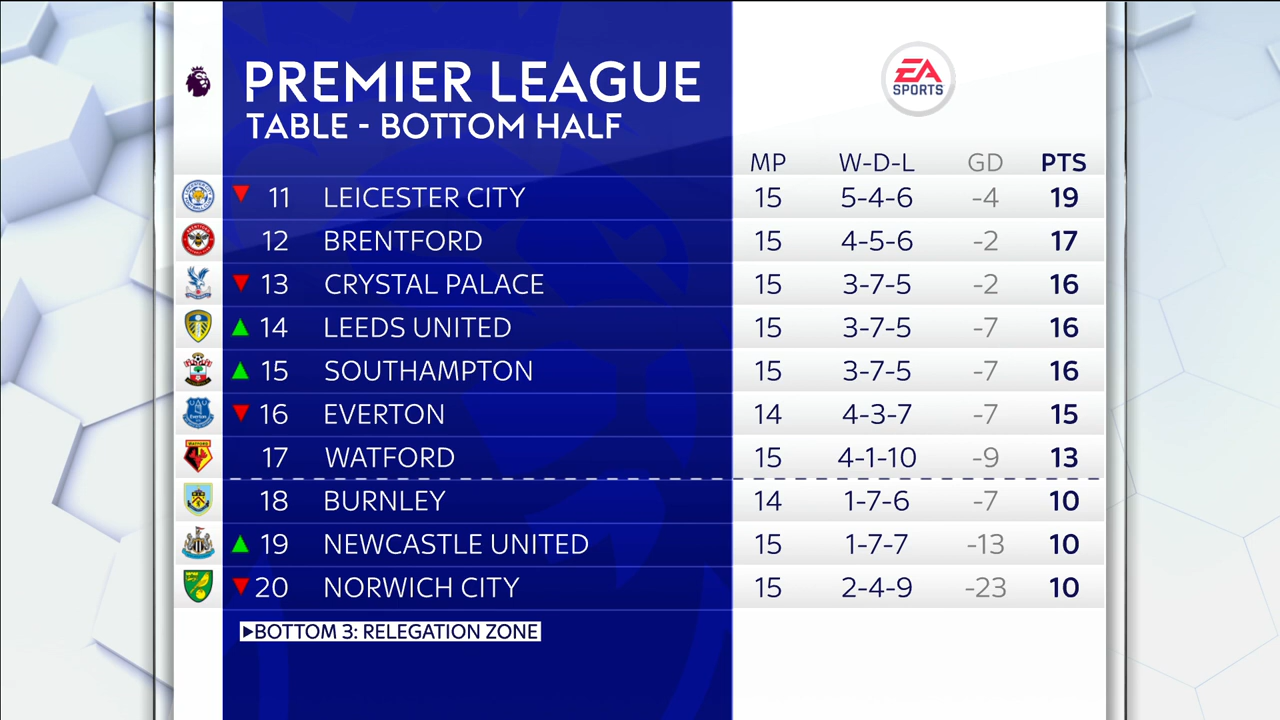 PREMIER LEAGUE
TABLE - BOTTOM HALF
EA
SPORTS
MP W-D-L GD PTS
11 LEICESTER CITY 15 5-4-6 -4 19
12 BRENTFORD 15 4-5-6 -2 17
13 CRYSTAL PALACE 15 3-7-5 -2 16
14 LEEDS UNITED 15 3-7-5 -7 16
15 SOUTHAMPTON 15 3-7-5 -7 16
16 EVERTON 14 4-3-7 -7 15
17 WATFORD 15 4-1-10 -9 13
18 BURNLEY 14 1-7-6 -7 10
19 NEWCASTLE UNITED 15 1-7-7 -13 10
20 NORWICH CITY 15 2-4-9 -23 10
▶BOTTOM 3: RELEGATION ZONE